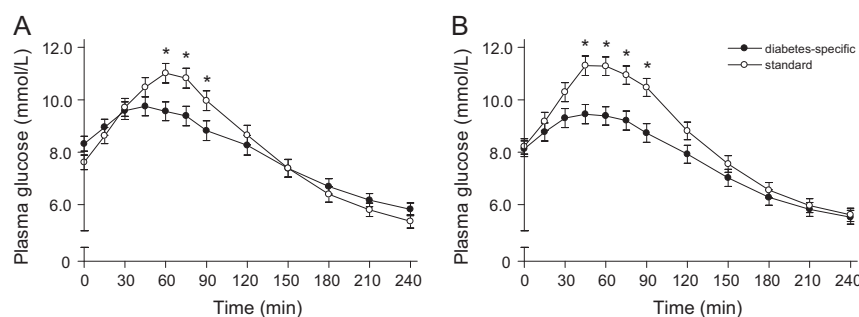 A
Plasma glucose (mmol/L)
12.0
10.0
8.0
6.0
0
* * *
0 30 60 90 120 150 180 210 240
Time (min)
B
Plasma glucose (mmol/L)
12.0
10.0
8.0
6.0
0
* * * *
diabetes-specific
standard
0 30 60 90 120 150 180 210 240
Time (min)